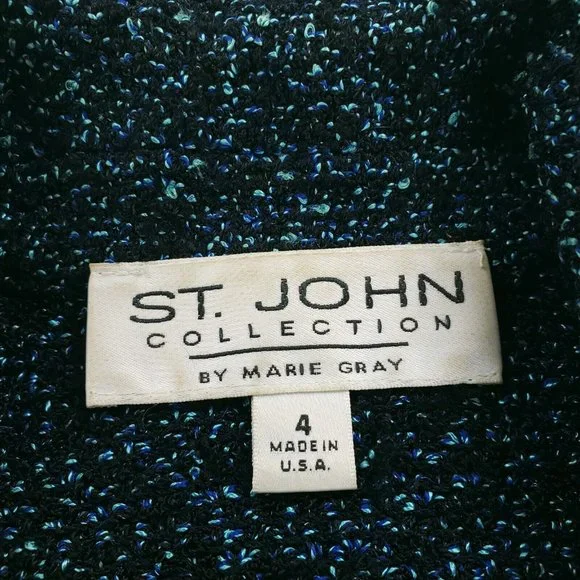 ST. JOHN
COLLECTION
BY MARIE GRAY
4
MADE IN
U.S.A.